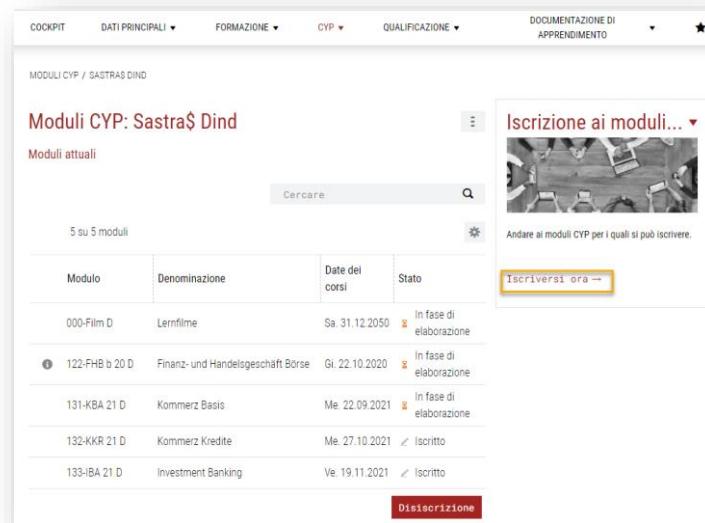 COCKPIT DATI PRINCIPALI FORMAZIONE CYP QUALIFICAZIONE DOCUMENTAZIONE DI APPRENDIMENTO
MODULI CYP / SASTRA$ DIND
Moduli CYP: Sastra$ Dind
Moduli attuali
Cercare
5 su 5 moduli
Modulo Denominazione Date dei corsi Stato
000-Film D Lernfilme Sa. 31.12.2050 In fase di elaborazione
122-FHB b 20 D Finanz- und Handelsgeschäft Börse Gi. 22.10.2020 In fase di elaborazione
131-KBA 21 D Kommerz Basis Me. 22.09.2021 In fase di elaborazione
132-KKR 21 D Kommerz Kredite Me. 27.10.2021 Iscritto
133-IBA 21 D Investment Banking Ve. 19.11.2021 Iscritto
Disiscrizione
Iscrizione ai moduli...
Andare ai moduli CYP per i quali si può iscrivere.
Iscriversi ora →